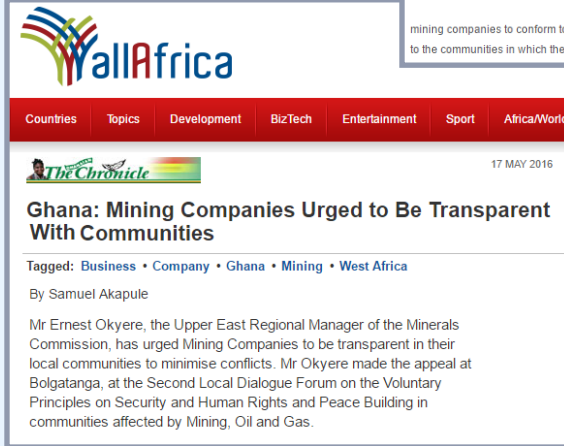 mining companies to conform
to the communities in which
allAfrica
Countries Topics Development BizTech Entertainment Sport
The Chronicle
17 MAY 2016
Ghana: Mining Companies Urged to Be Transparent
With Communities
Tagged: Business • Company • Ghana • Mining • West Africa
By Samuel Akapule
Mr Ernest Okyere, the Upper East Regional Manager of the Minerals
Commission, has urged Mining Companies to be transparent in their
local communities to minimise conflicts. Mr Okyere made the appeal at
Bolgatanga, at the Second Local Dialogue Forum on the Voluntary
Principles on Security and Human Rights and Peace Building in
communities affected by Mining, Oil and Gas.